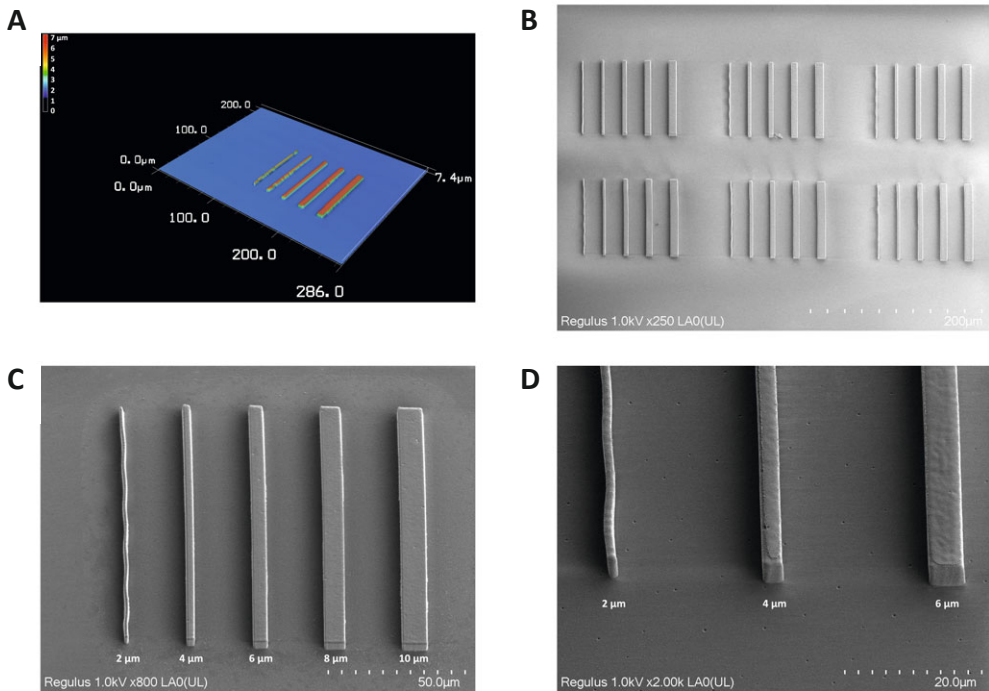 A
7 µm
6
5
4
3
2
1
0
200.0
100.0
0.0µm
0.0µm
100.0
200.0
286.0
7.4µm
B
Regulus 1.0kV x250 LA0(UL)
200µm
C
2 µm
4 µm
6 µm
8 µm
10 µm
Regulus 1.0kV x800 LA0(UL)
50.0µm
D
2 µm
4 µm
6 µm
Regulus 1.0kV x2.00k LA0(UL)
20.0µm